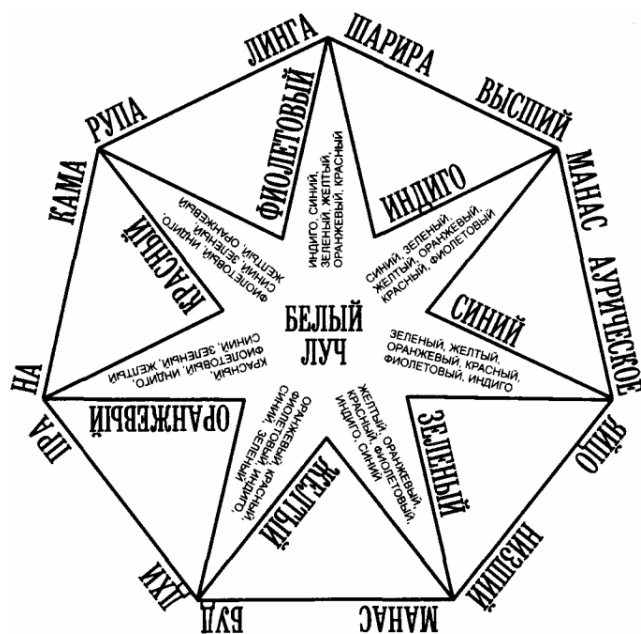 ЛИНГА
ШАРИРА
ВЫСШИЙ
МАНАС
АУРИЧЕСКОЕ
ЯЙЦО
НИЗШИЙ
МАНАС
БУД
ДХИ
ПРА
НА
КАМА
РУПА
ФИОЛЕТОВЫЙ
ИНДИГО, СИНИЙ,
ЗЕЛЕНЫЙ, ЖЕЛТЫЙ,
ОРАНЖЕВЫЙ, КРАСНЫЙ
ИНДИГО
СИНИЙ, ЗЕЛЕНЫЙ,
ЖЕЛТЫЙ, ОРАНЖЕВЫЙ,
КРАСНЫЙ, ФИОЛЕТОВЫЙ
СИНИЙ
ЗЕЛЕНЫЙ, ЖЕЛТЫЙ,
ОРАНЖЕВЫЙ, КРАСНЫЙ,
ФИОЛЕТОВЫЙ, ИНДИГО
ЗЕЛЕНЫЙ
ЖЕЛТЫЙ, ОРАНЖЕВЫЙ,
КРАСНЫЙ, ФИОЛЕТОВЫЙ,
ИНДИГО, СИНИЙ
ЖЕЛТЫЙ
ОРАНЖЕВЫЙ, КРАСНЫЙ,
ФИОЛЕТОВЫЙ, ИНДИГО,
СИНИЙ, ЗЕЛЕНЫЙ
ОРАНЖЕВЫЙ
КРАСНЫЙ,
ФИОЛЕТОВЫЙ, ИНДИГО,
СИНИЙ, ЗЕЛЕНЫЙ, ЖЕЛТЫЙ
КРАСНЫЙ
ФИОЛЕТОВЫЙ, ИНДИГО,
СИНИЙ, ЗЕЛЕНЫЙ,
ЖЕЛТЫЙ, ОРАНЖЕВЫЙ
БЕЛЫЙ
ЛУЧ